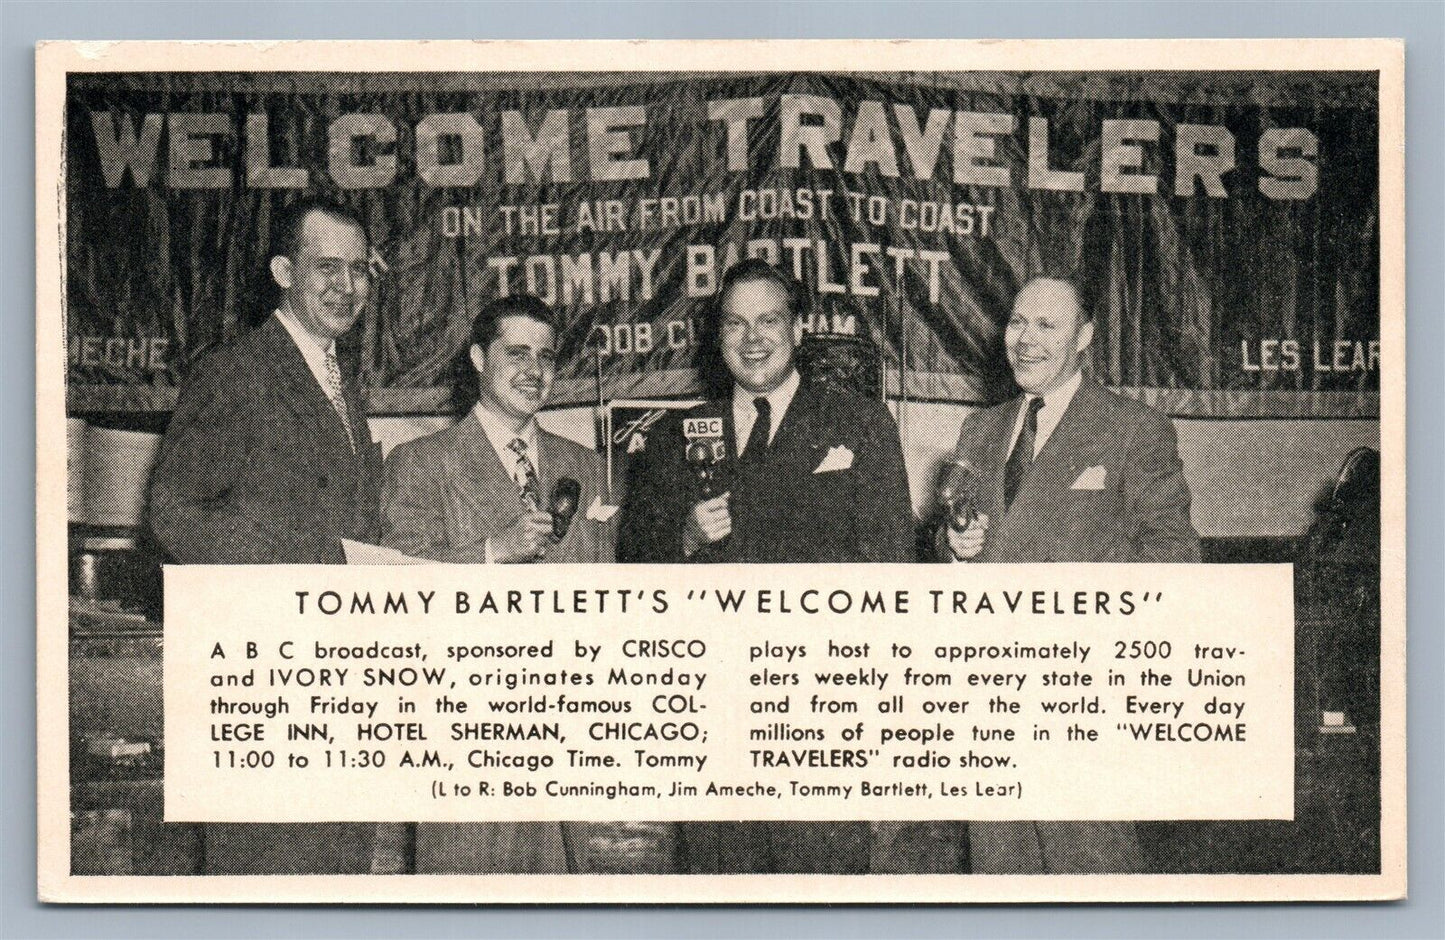 WELCOME TRAVELERS
ON THE AIR FROM COAST TO COAST
TOMMY BARTLETT
HAM
LES LEAR
ABC
TOMMY BARTLETT'S "WELCOME TRAVELERS"
A B C broadcast, sponsored by CRISCO
and IVORY SNOW, originates Monday
through Friday in the world-famous COL-
LEGE INN, HOTEL SHERMAN, CHICAGO;
11:00 to 11:30 A.M., Chicago Time. Tommy
plays host to approximately 2500 trav-
elers weekly from every state in the Union
and from all over the world. Every day
millions of people tune in the "WELCOME
TRAVELERS" radio show.
(L to R: Bob Cunningham, Jim Ameche, Tommy Bartlett, Les Lear)